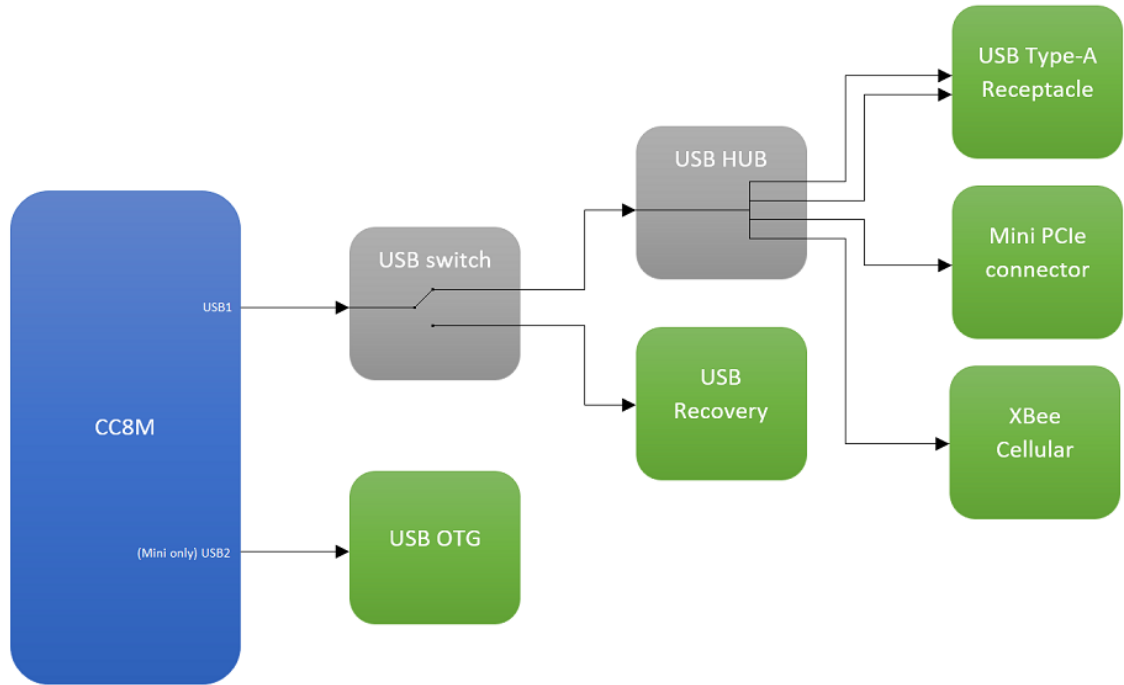 CC8M
USB1
(Mini only) USB2
USB switch
USB OTG
USB HUB
USB
Recovery
USB Type-A
Receptacle
Mini PCIe
connector
XBee
Cellular